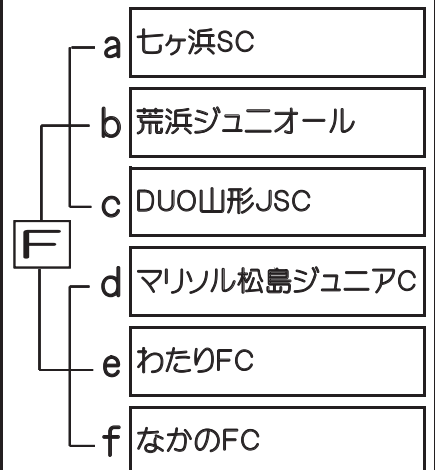 a 七ヶ浜SC
b 荒浜ジュニオール
c DUO山形JSC
F
d マリソル松島ジュニアC
e わたりFC
f なかのFC